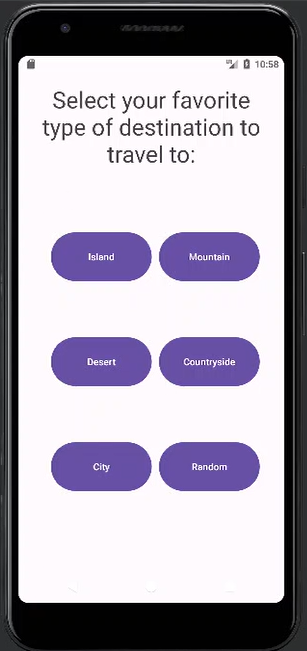 10:58
Select your favorite
type of destination to
travel to:
Island Mountain
Desert Countryside
City Random